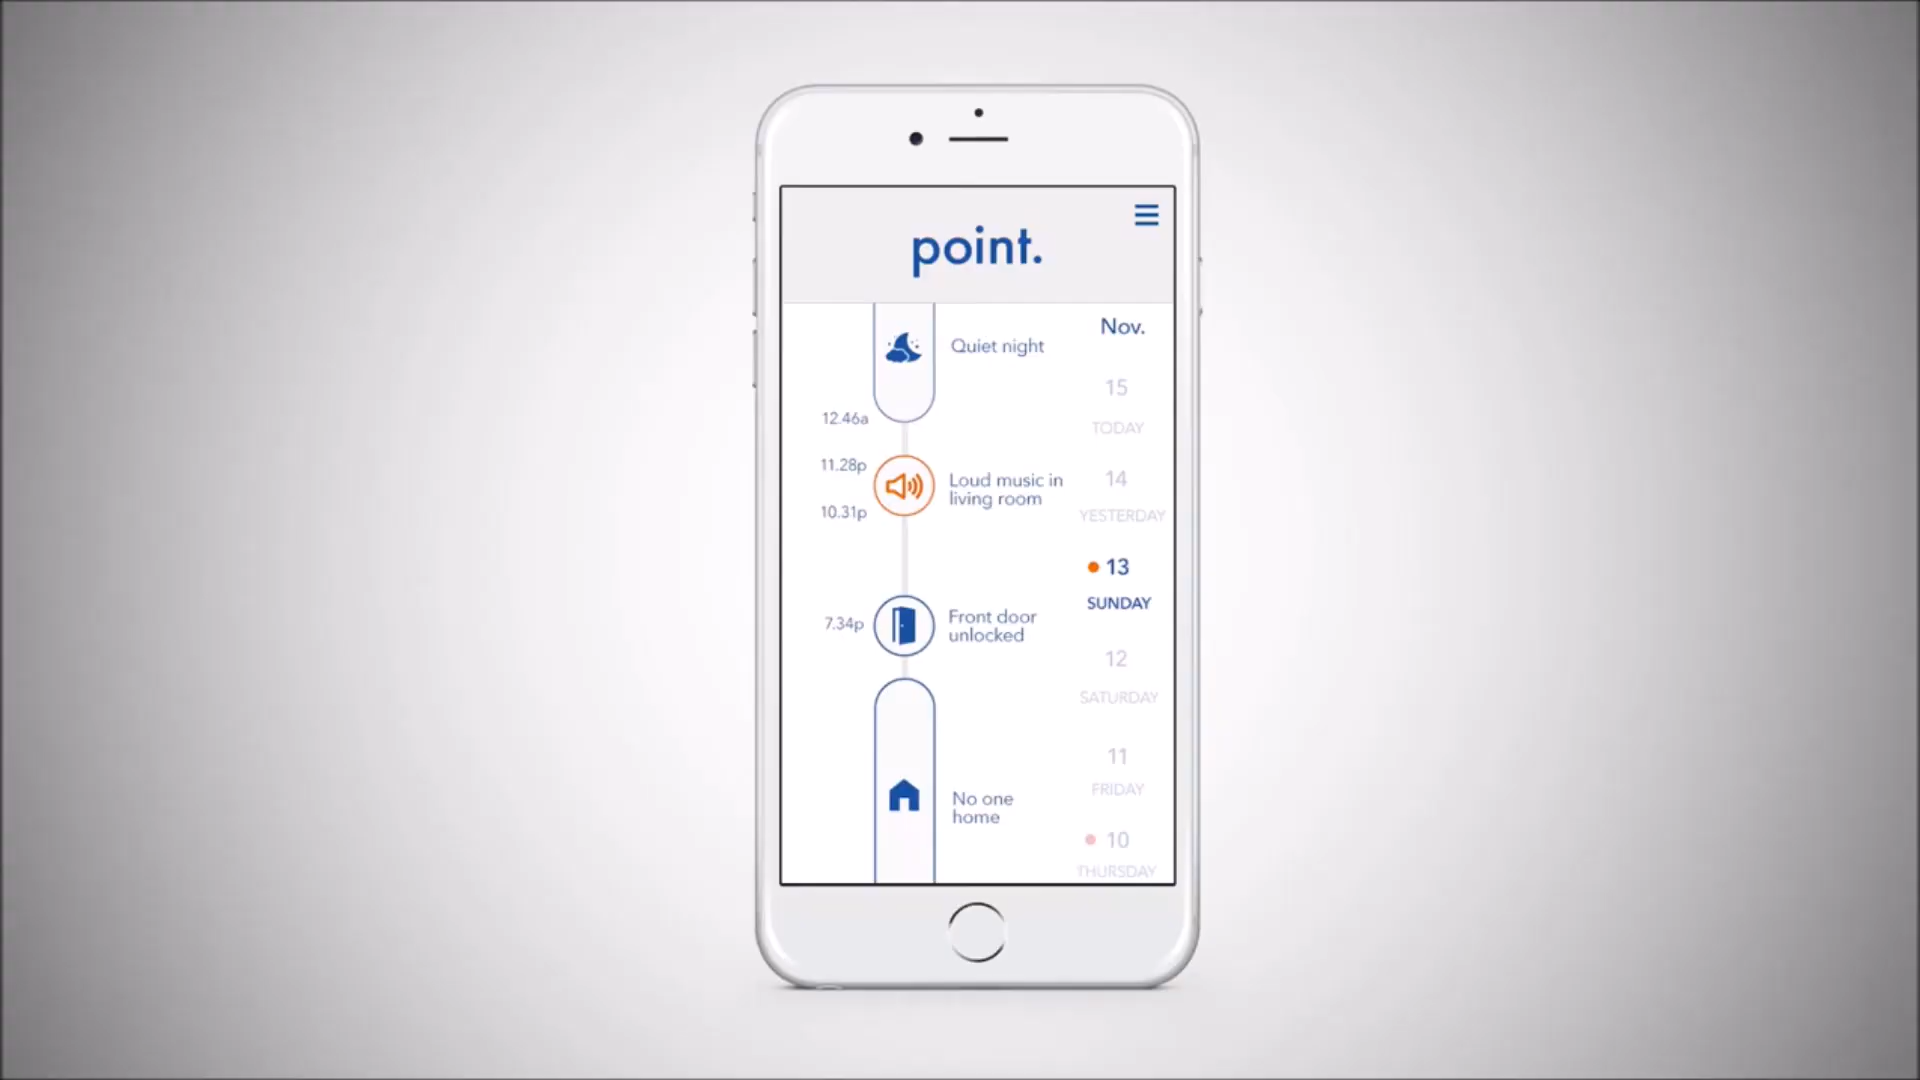 point.
Quiet night
12.46a
11.28p
Loud music in
living room
10.31p
7.34p
Front door
unlocked
No one
home
Nov.
15
TODAY
14
YESTERDAY
13
SUNDAY
12
SATURDAY
11
FRIDAY
10
THURSDAY